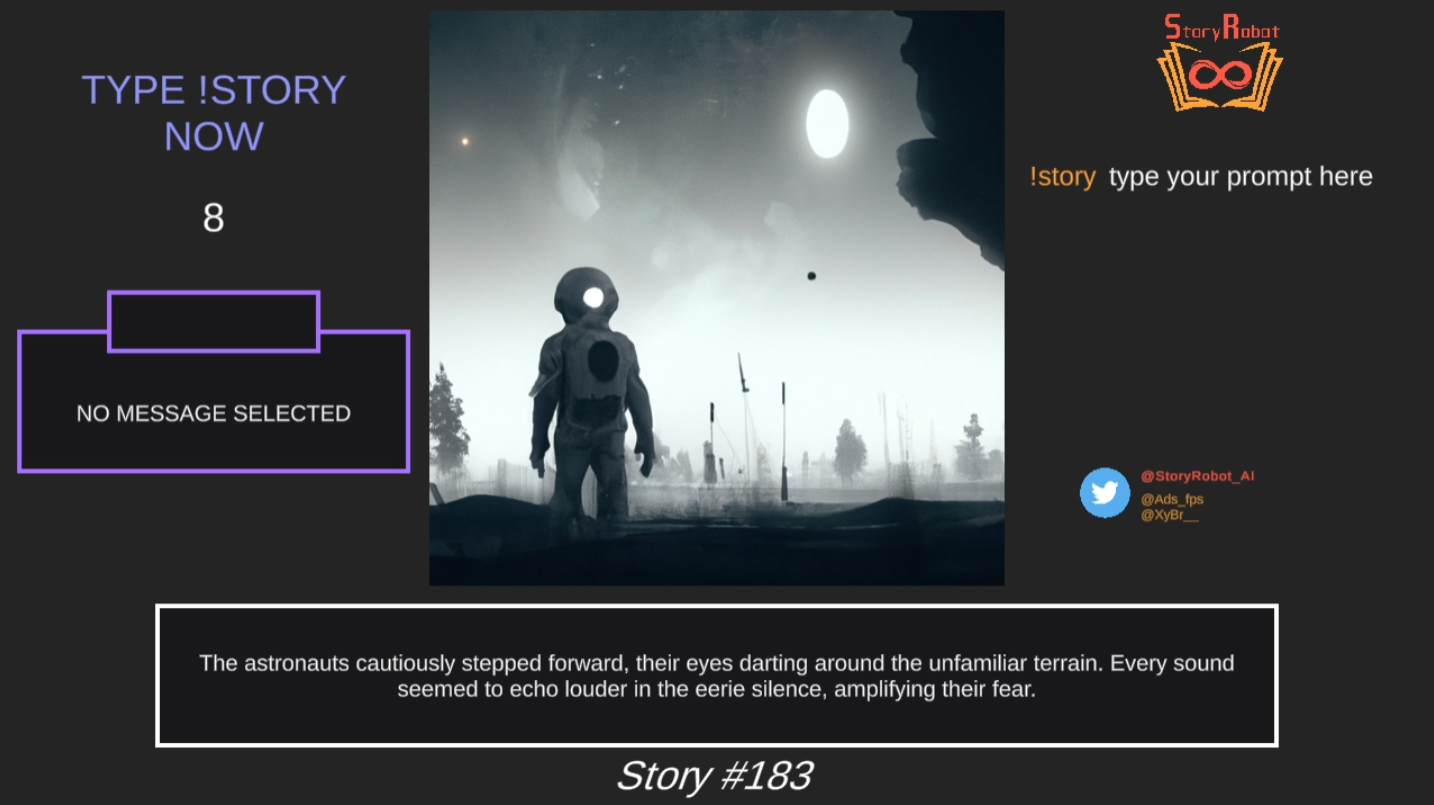 TYPE !STORY
NOW
8
NO MESSAGE SELECTED
StoryRobot
!story type your prompt here
@StoryRobot_AI
@Ads_fps
@XyBr__
The astronauts cautiously stepped forward, their eyes darting around the unfamiliar terrain. Every sound
seemed to echo louder in the eerie silence, amplifying their fear.
Story #183